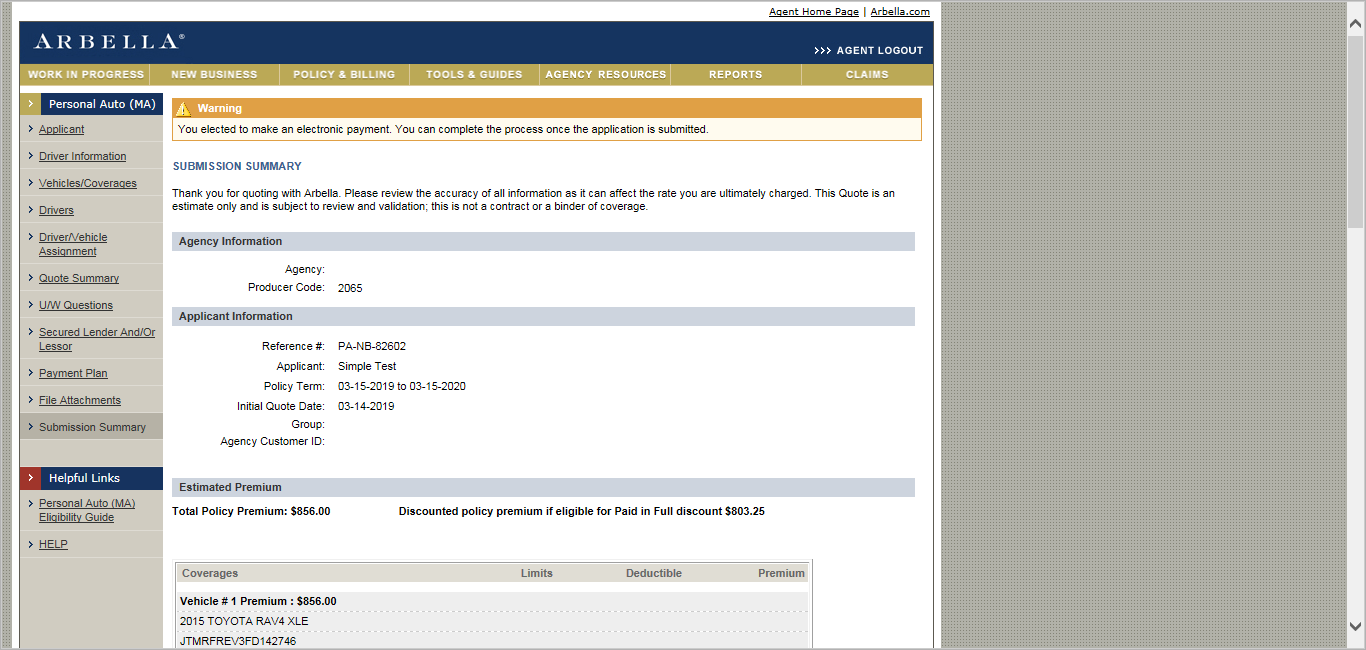 Agent Home Page | Arbella.com
ARBELLA®
>>> AGENT LOGOUT
WORK IN PROGRESS NEW BUSINESS POLICY & BILLING TOOLS & GUIDES AGENCY RESOURCES REPORTS CLAIMS
Personal Auto (MA)
Applicant
Driver Information
Vehicles/Coverages
Drivers
Driver/Vehicle
Assignment
Quote Summary
U/W Questions
Secured Lender And/Or
Lessor
Payment Plan
File Attachments
Submission Summary
Helpful Links
Personal Auto (MA)
Eligibility Guide
HELP
Warning
You elected to make an electronic payment. You can complete the process once the application is submitted.
SUBMISSION SUMMARY
Thank you for quoting with Arbella. Please review the accuracy of all information as it can affect the rate you are ultimately charged. This Quote is an
estimate only and is subject to review and validation; this is not a contract or a binder of coverage.
Agency Information
Agency:
Producer Code: 2065
Applicant Information
Reference #: PA-NB-82602
Applicant: Simple Test
Policy Term: 03-15-2019 to 03-15-2020
Initial Quote Date: 03-14-2019
Group:
Agency Customer ID:
Estimated Premium
Total Policy Premium: $856.00 Discounted policy premium if eligible for Paid in Full discount $803.25
Coverages Limits Deductible Premium
Vehicle # 1 Premium : $856.00
2015 TOYOTA RAV4 XLE
JTMRFREV3FD142746